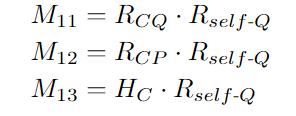 M_{11} = R_{CQ} · R_{self-Q}
M_{12} = R_{CP} · R_{self-Q}
M_{13} = H_C · R_{self-Q}